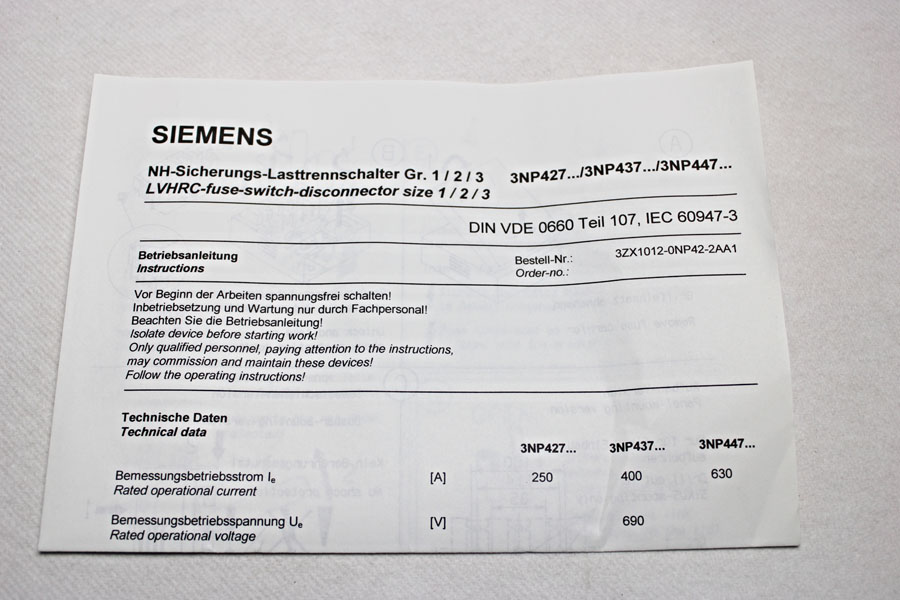 SIEMENS
NH-Sicherungs-Lasttrennschalter Gr. 1 / 2 / 3 3NP427.../3NP437.../3NP447...
LVHRC-fuse-switch-disconnector size 1 / 2 / 3
DIN VDE 0660 Teil 107, IEC 60947-3
Betriebsanleitung Bestell-Nr.: 3ZX1012-0NP42-2AA1
Instructions Order-no.:
Vor Beginn der Arbeiten spannungsfrei schalten!
Inbetriebsetzung und Wartung nur durch Fachpersonal!
Beachten Sie die Betriebsanleitung!
Isolate device before starting work!
Only qualified personnel, paying attention to the instructions,
may commission and maintain these devices!
Follow the operating instructions!
Technische Daten
Technical data
3NP427... 3NP437... 3NP447...
Bemessungsbetriebsstrom Ie [A] 250 400 630
Rated operational current
Bemessungsbetriebsspannung Ue [V] 690
Rated operational voltage